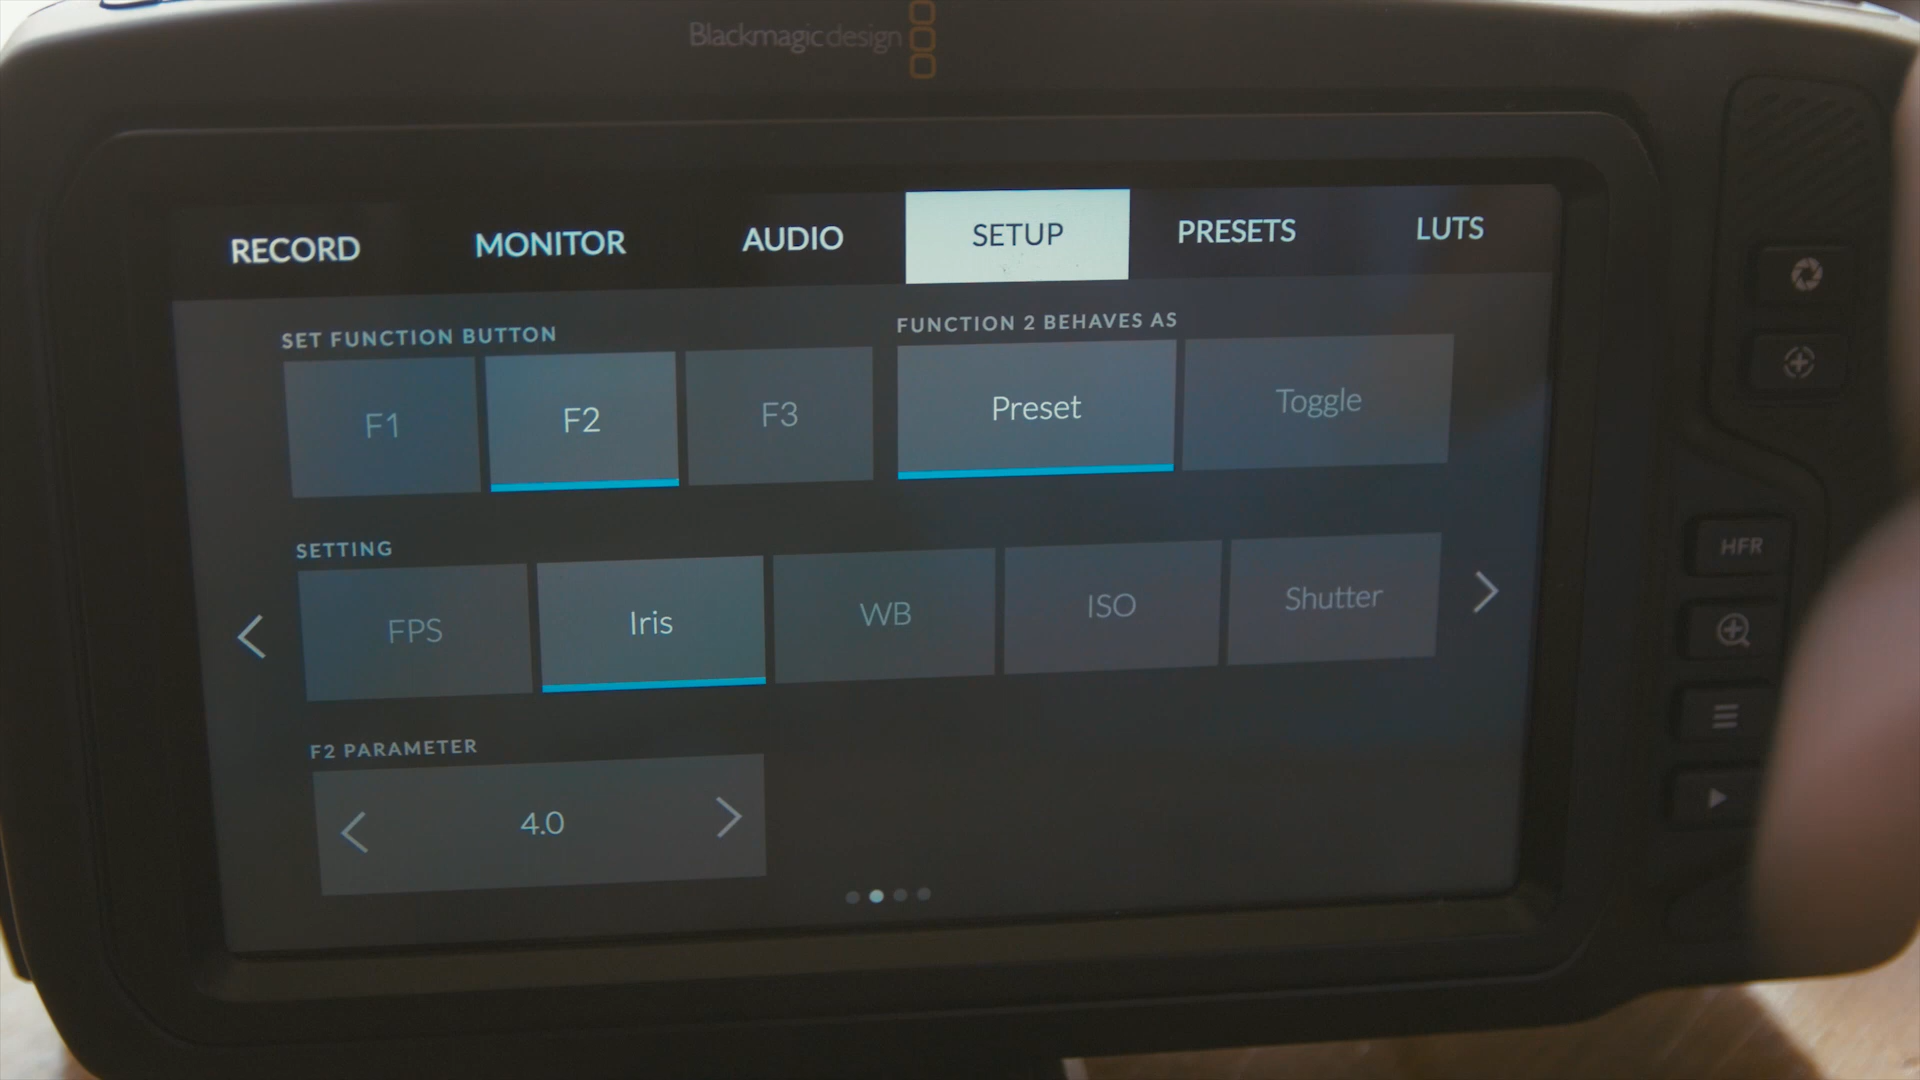 Blackmagicdesign
RECORD MONITOR AUDIO SETUP PRESETS LUTS
SET FUNCTION BUTTON FUNCTION 2 BEHAVES AS
F1 F2 F3 Preset Toggle
SETTING
FPS Iris WB ISO Shutter
F2 PARAMETER
4.0
HFR